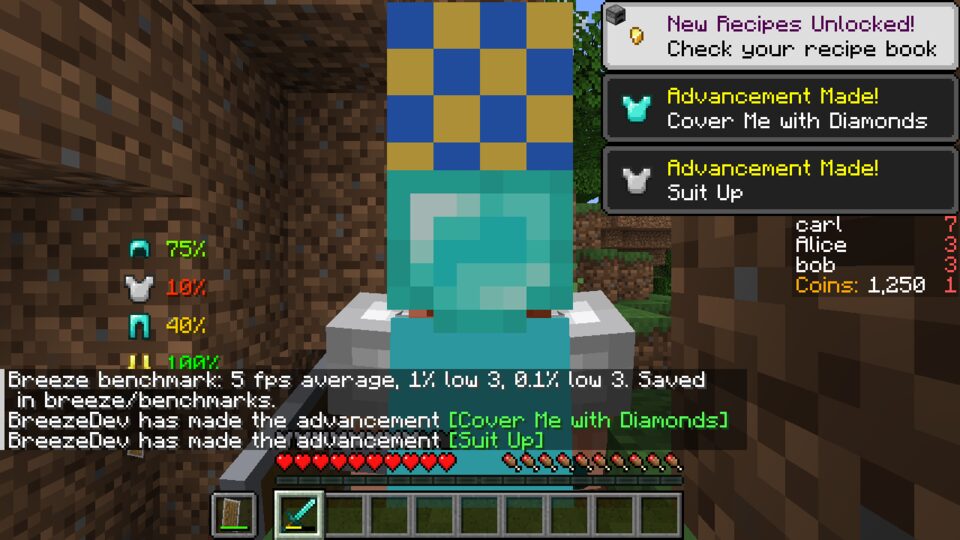 New Recipes Unlocked!
Check your recipe book
Advancement Made!
Cover Me with Diamonds
Advancement Made!
Suit Up
carl 7
Alice 3
bob 3
Coins: 1,250 1
75%
10%
40%
100%
Breeze benchmark: 5 fps average, 1% low 3, 0.1% low 3. Saved
in breeze/benchmarks.
BreezeDev has made the advancement [Cover Me with Diamonds]
BreezeDev has made the advancement [Suit Up]